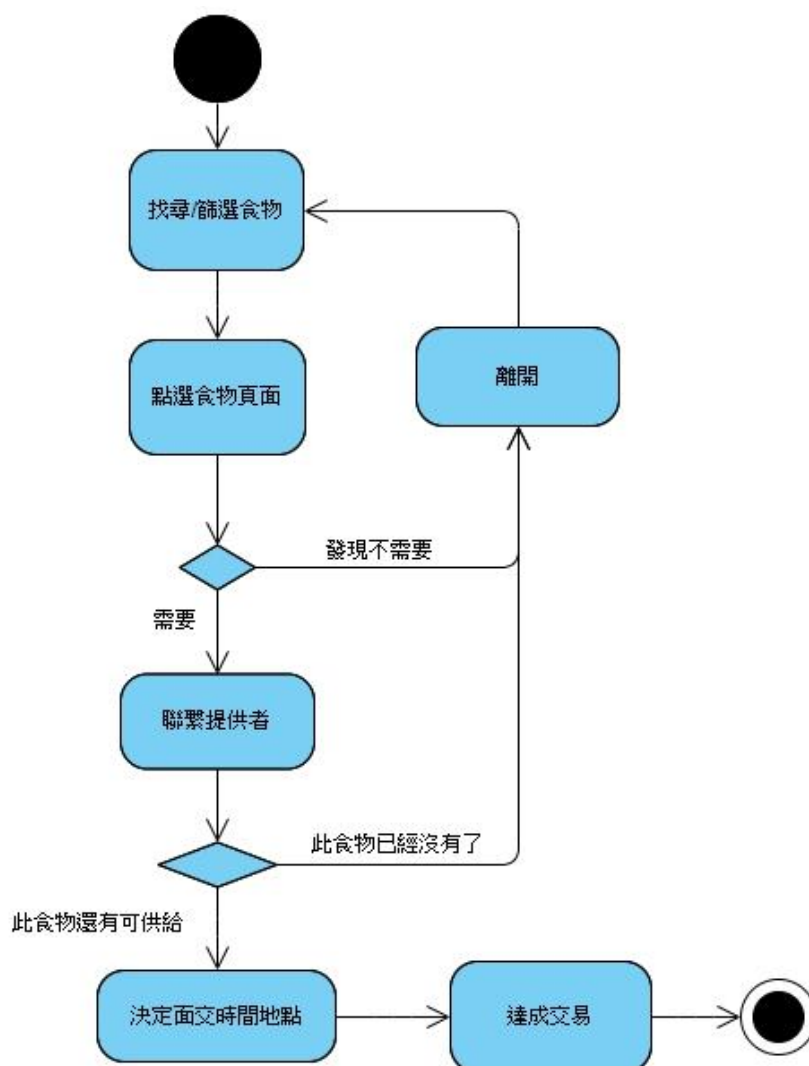 找尋/篩選食物
點選食物頁面
離開
發現不需要
需要
聯繫提供者
此食物已經沒有了
此食物還有可供給
決定面交時間地點
達成交易